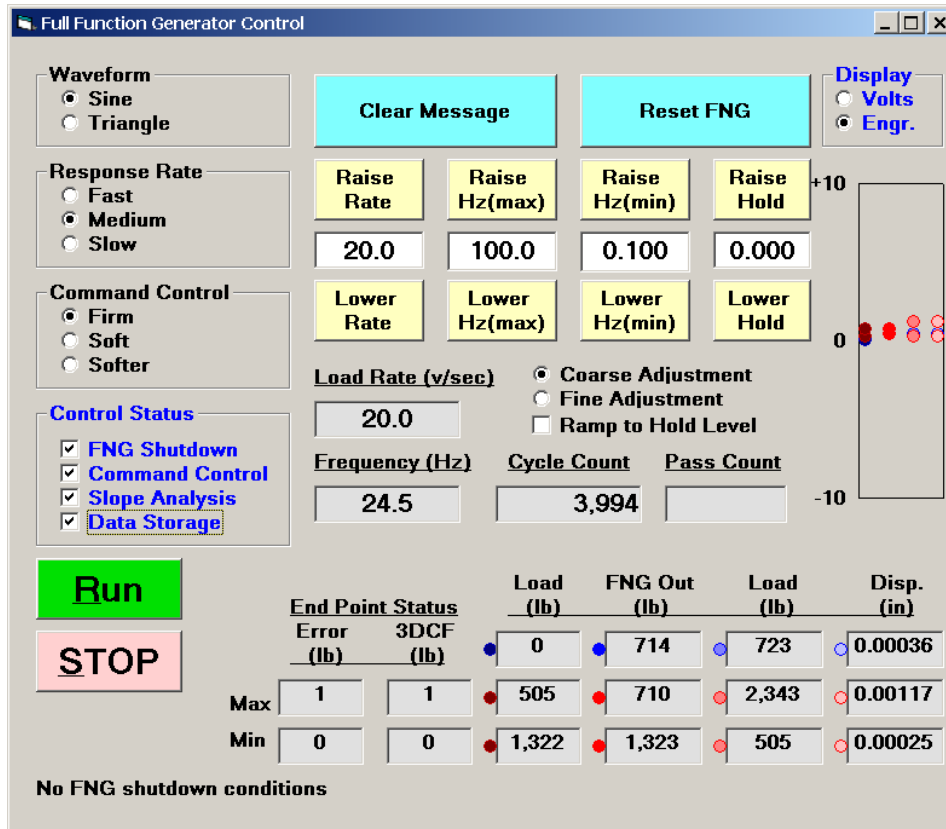 Full Function Generator Control
Waveform
Sine
Triangle
Clear Message
Reset FNG
Display
Volts
Engr.
Response Rate
Fast
Medium
Slow
Raise
Rate
Raise
Hz(max)
Raise
Hz(min)
Raise
Hold
+10
20.0
100.0
0.100
0.000
Command Control
Firm
Soft
Softer
Lower
Rate
Lower
Hz(max)
Lower
Hz(min)
Lower
Hold
0
Load Rate (v/sec)
20.0
Coarse Adjustment
Fine Adjustment
Ramp to Hold Level
Control Status
FNG Shutdown
Command Control
Slope Analysis
Data Storage
Frequency (Hz)
Cycle Count
Pass Count
24.5
3,994
-10
Run
STOP
End Point Status
Error
(lb)
3DCF
(lb)
Load
(lb)
FNG Out
(lb)
Load
(lb)
Disp.
(in)
0
714
723
0.00036
Max
1
1
505
710
2,343
0.00117
Min
0
0
1,322
1,323
505
0.00025
No FNG shutdown conditions